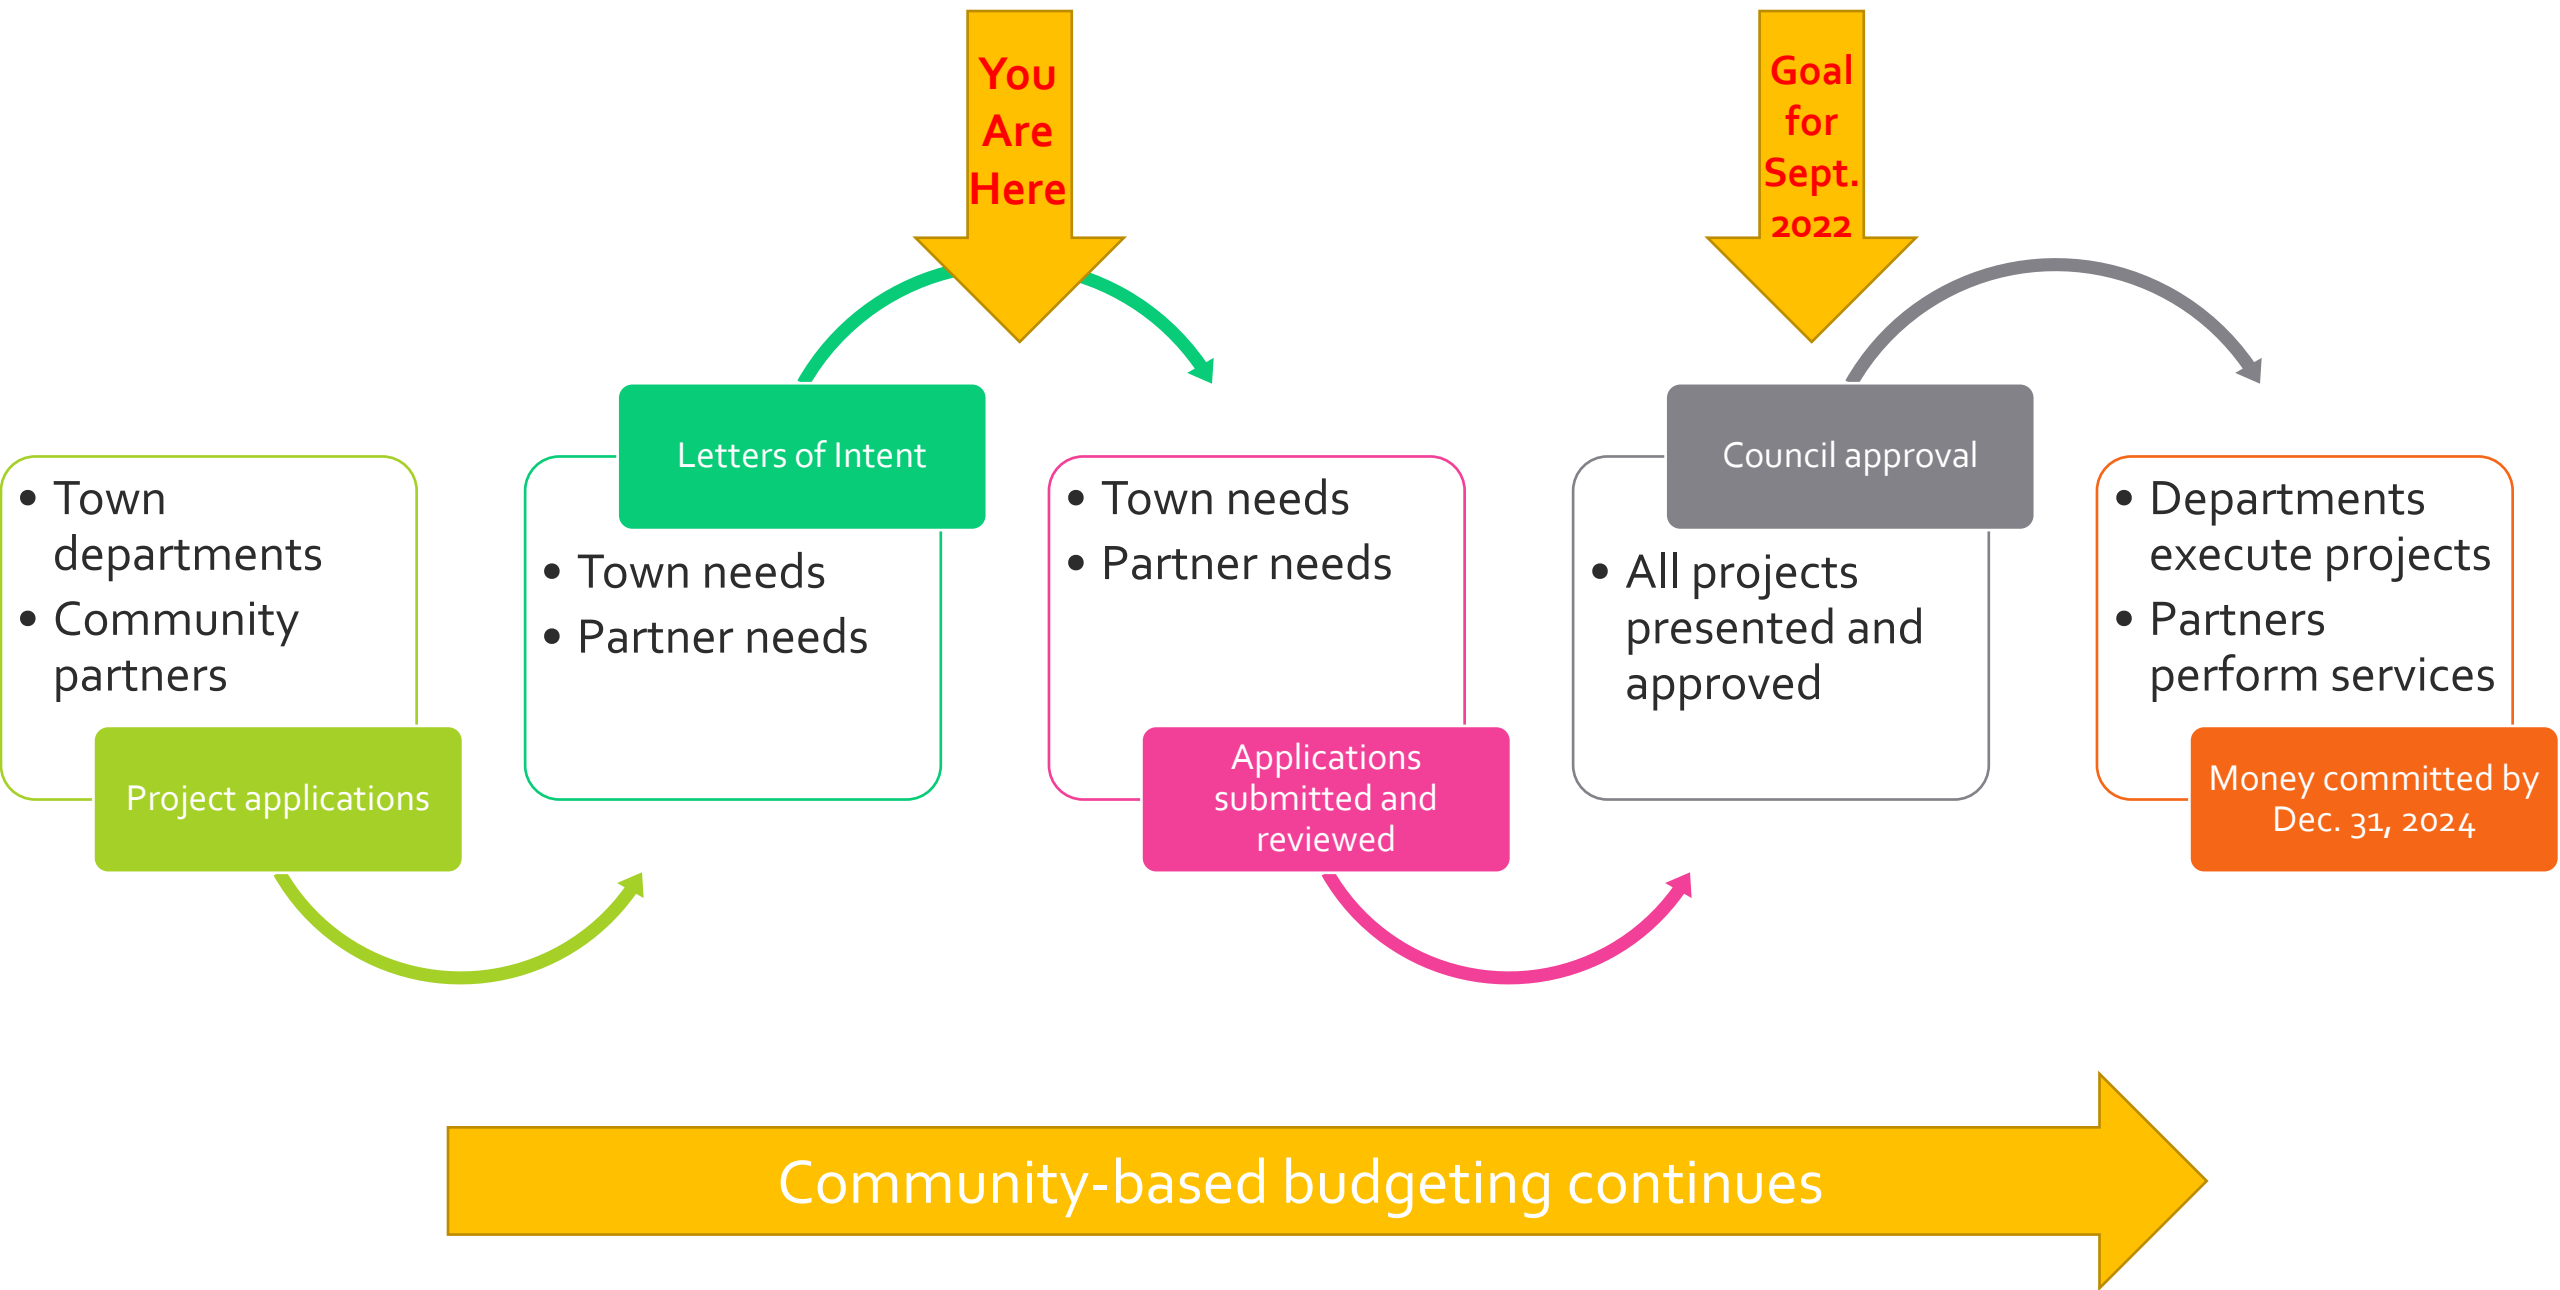 You
Are
Here
Goal
for
Sept.
2022
• Town
departments
• Community
partners
Project applications
Letters of Intent
• Town needs
• Partner needs
• Town needs
• Partner needs
Applications
submitted and
reviewed
Council approval
• All projects
presented and
approved
• Departments
execute projects
• Partners
perform services
Money committed by
Dec. 31, 2024
Community-based budgeting continues